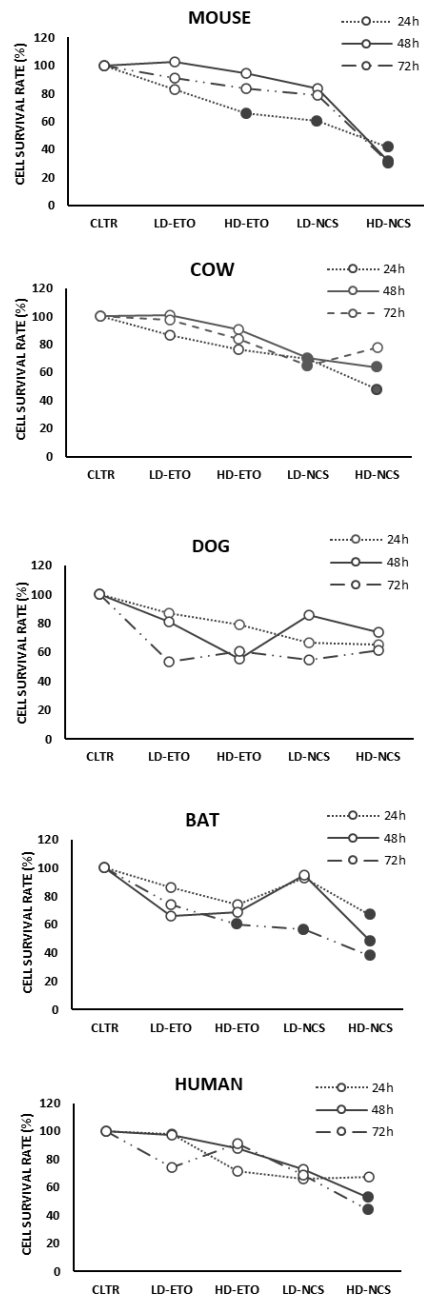 MOUSE
24h
48h
72h
CELL SURVIVAL RATE (%)
120
100
80
60
40
20
0
CLTR LD-ETO HD-ETO LD-NCS HD-NCS
COW
24h
48h
72h
CELL SURVIVAL RATE (%)
120
100
80
60
40
20
0
CLTR LD-ETO HD-ETO LD-NCS HD-NCS
DOG
24h
48h
72h
CELL SURVIVAL RATE (%)
120
100
80
60
40
20
0
CLTR LD-ETO HD-ETO LD-NCS HD-NCS
BAT
24h
48h
72h
CELL SURVIVAL RATE (%)
120
100
80
60
40
20
0
CLTR LD-ETO HD-ETO LD-NCS HD-NCS
HUMAN
24h
48h
72h
CELL SURVIVAL RATE (%)
120
100
80
60
40
20
0
CLTR LD-ETO HD-ETO LD-NCS HD-NCS